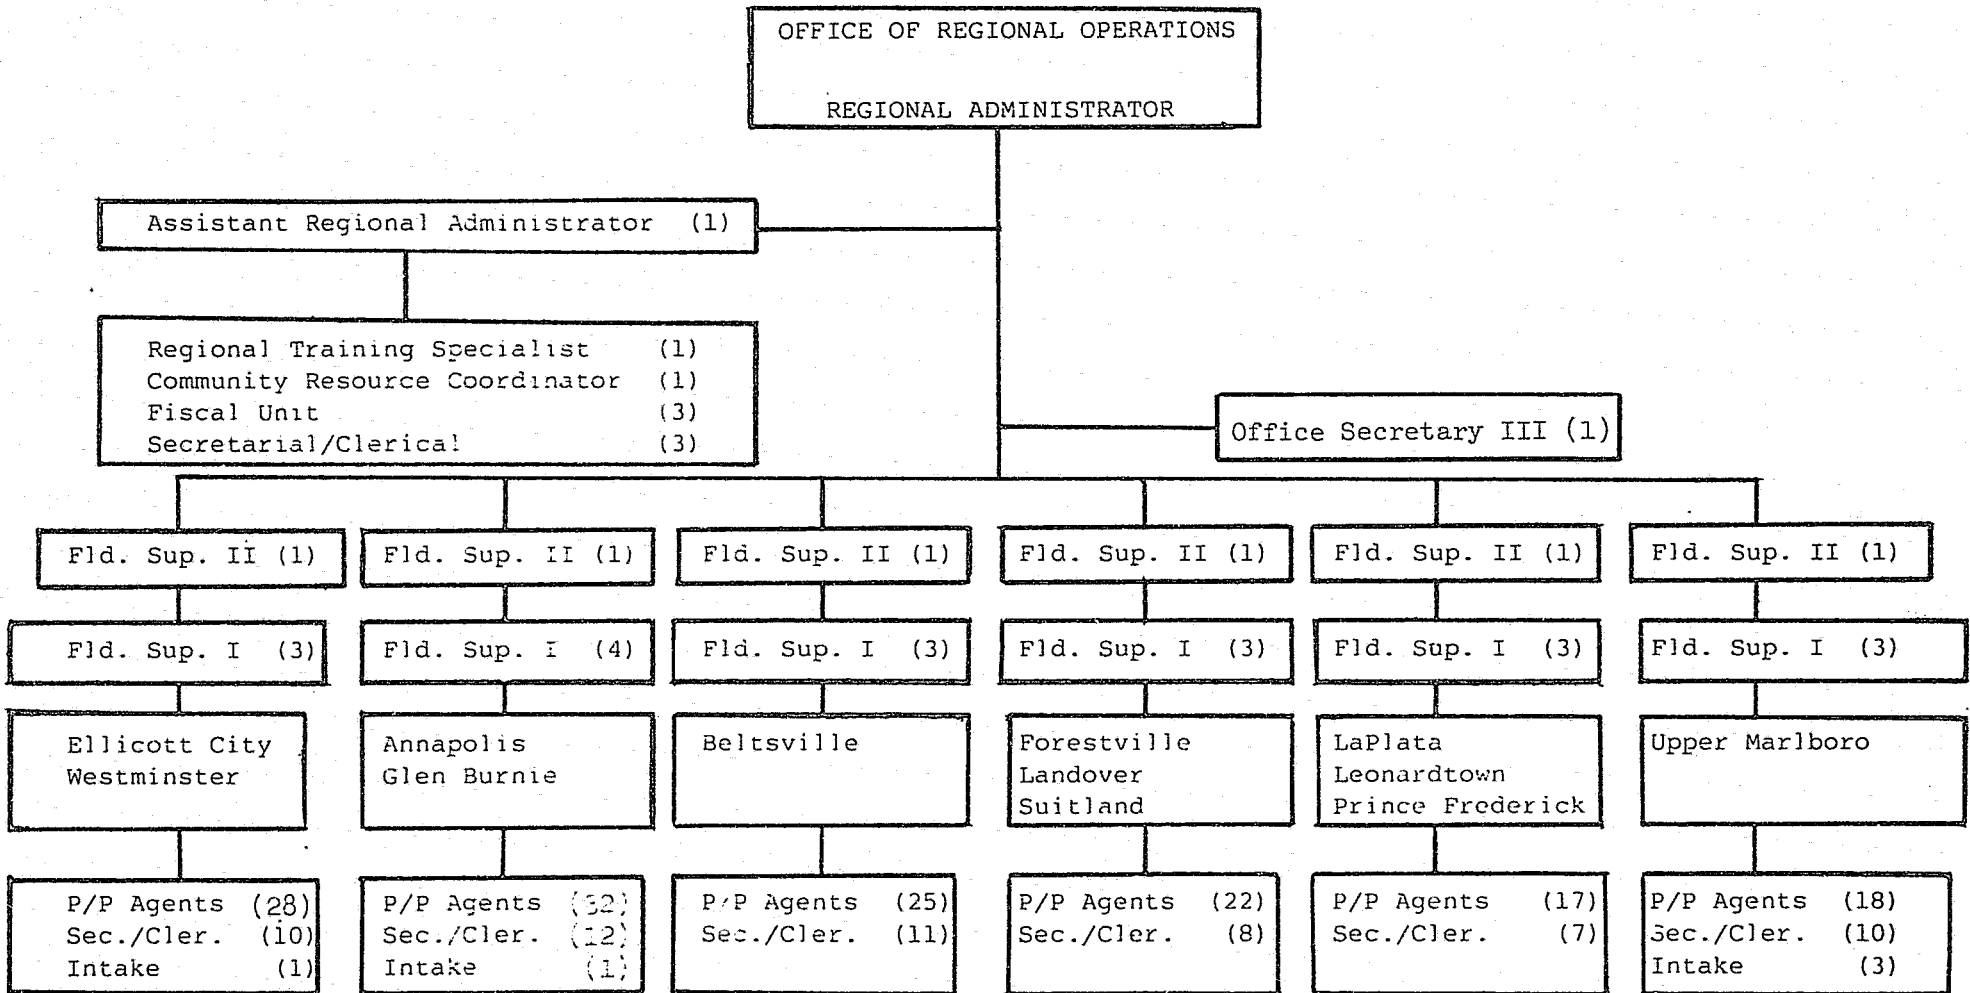 OFFICE OF REGIONAL OPERATIONS
REGIONAL ADMINISTRATOR
Assistant Regional Administrator (1)
Regional Training Specialist (1)
Community Resource Coordinator (1)
Fiscal Unit (3)
Secretarial/Clerical (3)
Office Secretary III (1)
Fld. Sup. II (1)
Fld. Sup. II (1)
Fld. Sup. II (1)
Fld. Sup. II (1)
Fld. Sup. II (1)
Fld. Sup. II (1)
Fld. Sup. I (3)
Fld. Sup. I (4)
Fld. Sup. I (3)
Fld. Sup. I (3)
Fld. Sup. I (3)
Fld. Sup. I (3)
Ellicott City
Westminster
Annapolis
Glen Burnie
Beltsville
Forestville
Landover
Suitland
LaPlata
Leonardtown
Prince Frederick
Upper Marlboro
P/P Agents (28)
Sec./Cler. (10)
Intake (1)
P/P Agents (32)
Sec./Cler. (12)
Intake (1)
P/P Agents (25)
Sec./Cler. (11)
P/P Agents (22)
Sec./Cler. (8)
P/P Agents (17)
Sec./Cler. (7)
P/P Agents (18)
Sec./Cler. (10)
Intake (3)